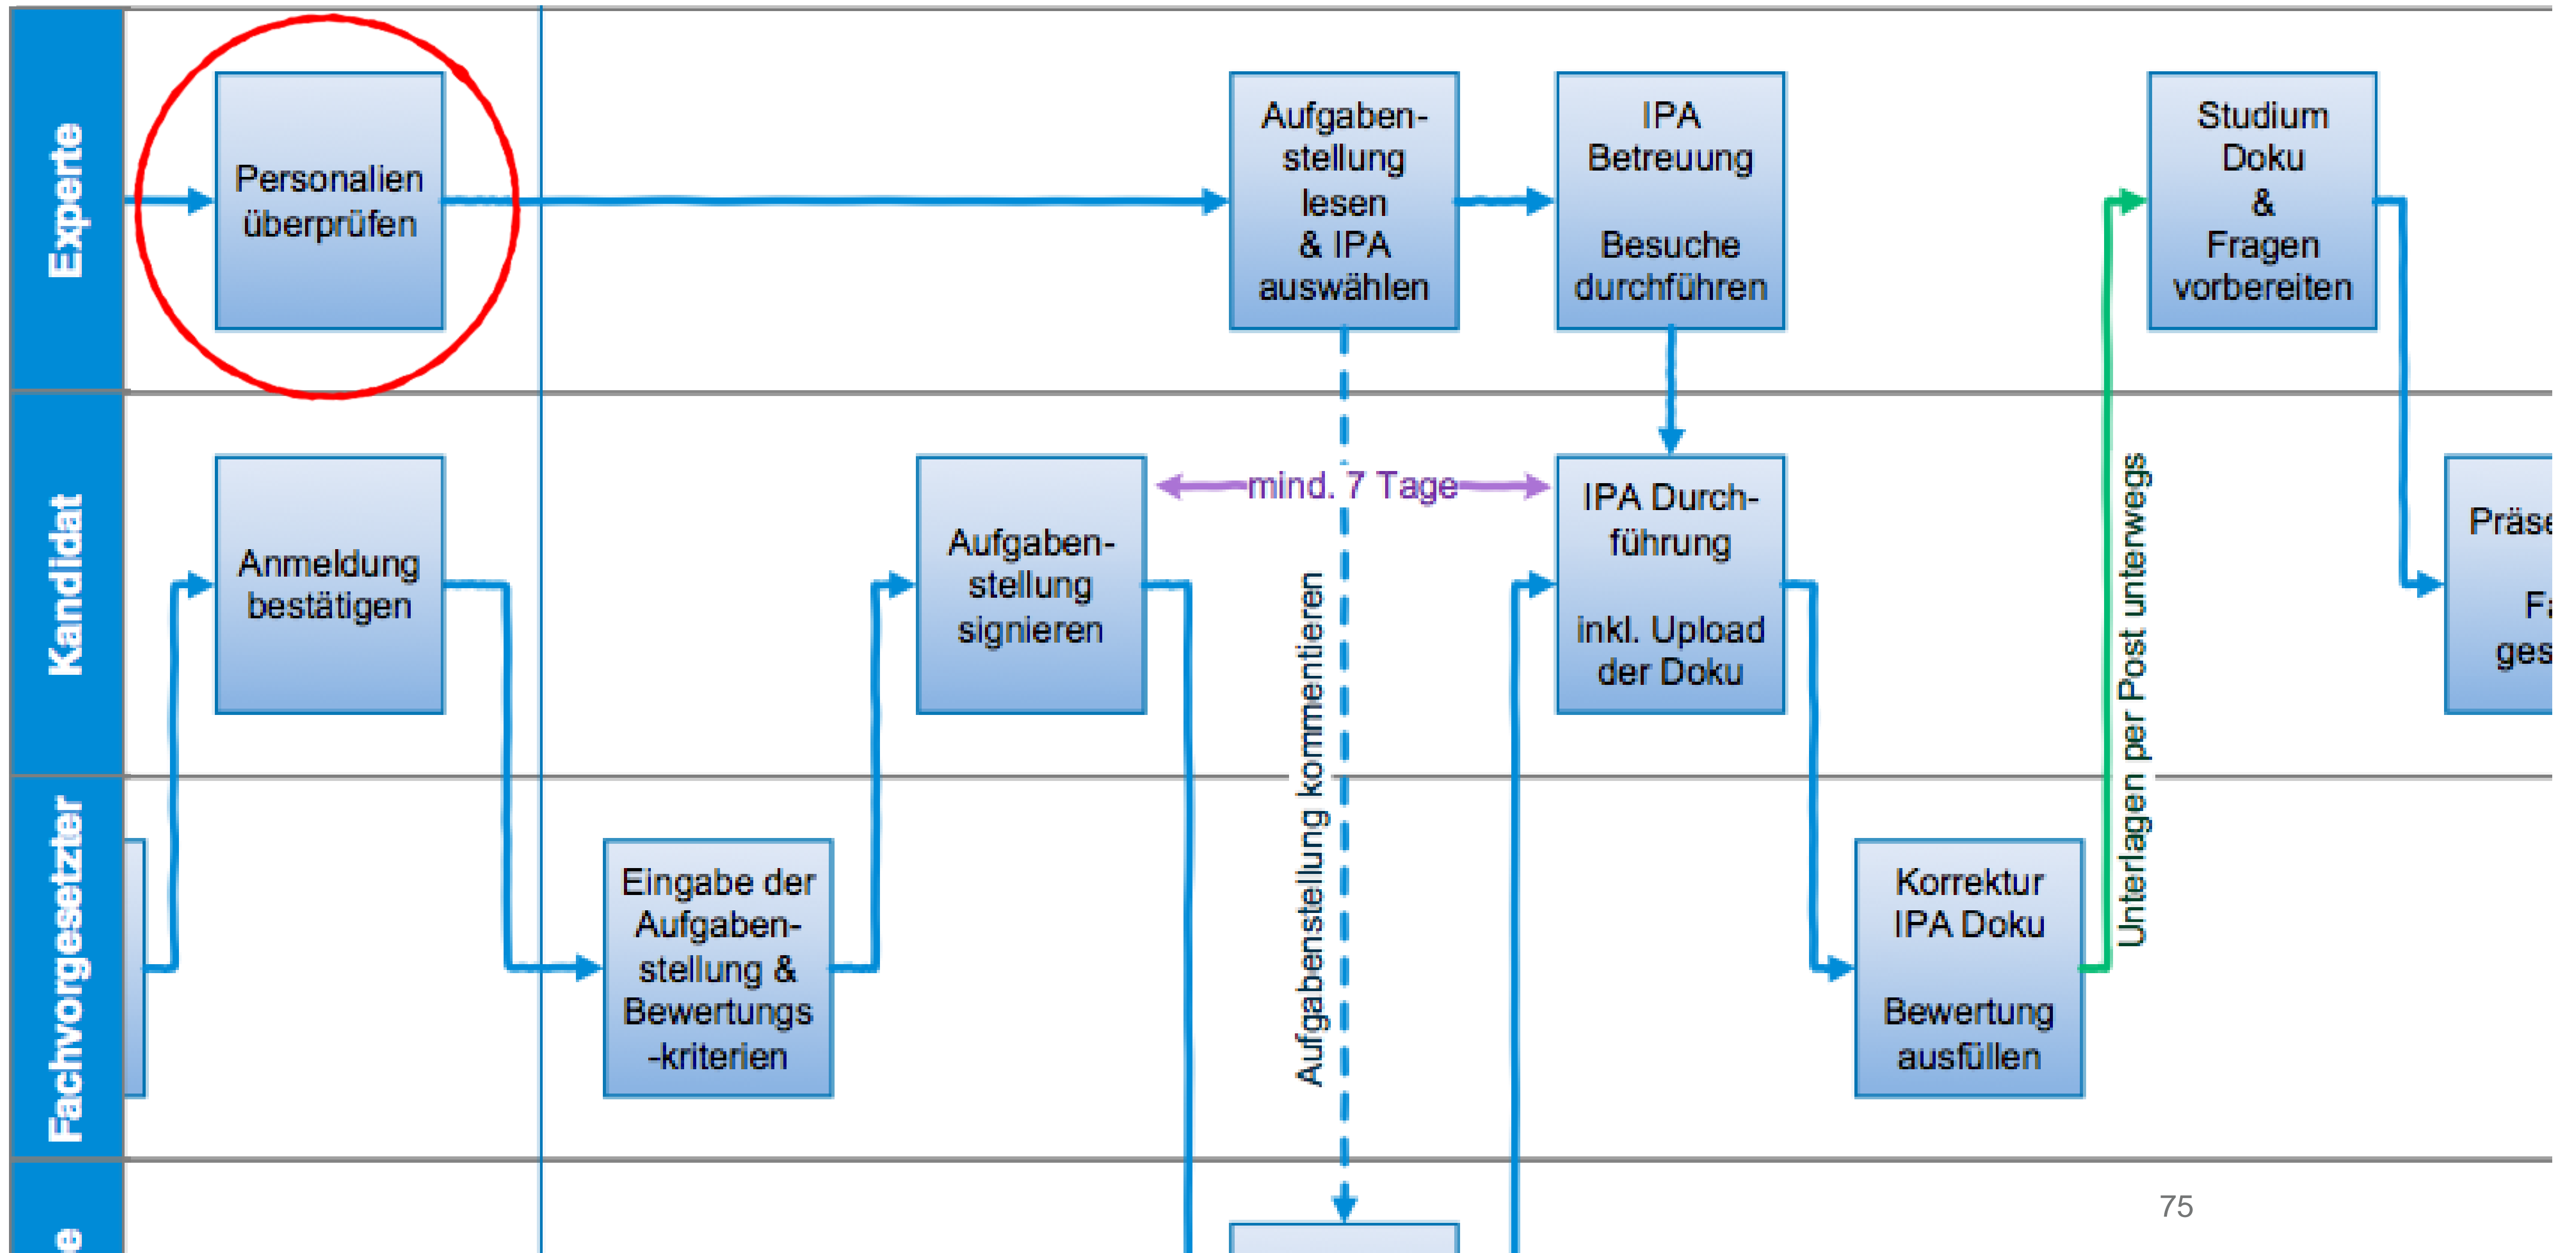 Experte
Personalien
überprüfen
Aufgaben-
stellung
lesen
& IPA
auswählen
IPA
Betreuung
Besuche
durchführen
Studium
Doku
&
Fragen
vorbereiten
Kandidat
Anmeldung
bestätigen
Aufgaben-
stellung
signieren
mind. 7 Tage
Aufgabenstellung kommentieren
IPA Durch-
führung
inkl. Upload
der Doku
Unterlagen per Post unterwegs
Fachvorgesetzter
Eingabe der
Aufgaben-
stellung &
Bewertungs
-kriterien
Korrektur
IPA Doku
Bewertung
ausfüllen
75